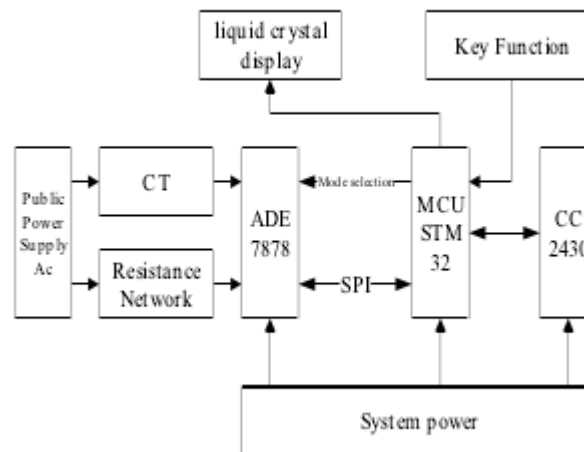 liquid crystal
display
Key Function
Public
Power
Supply
Ac
CT
Resistance
Network
ADE
7878
Mode selection
SPI
MCU
STM
32
CC
2430
System power